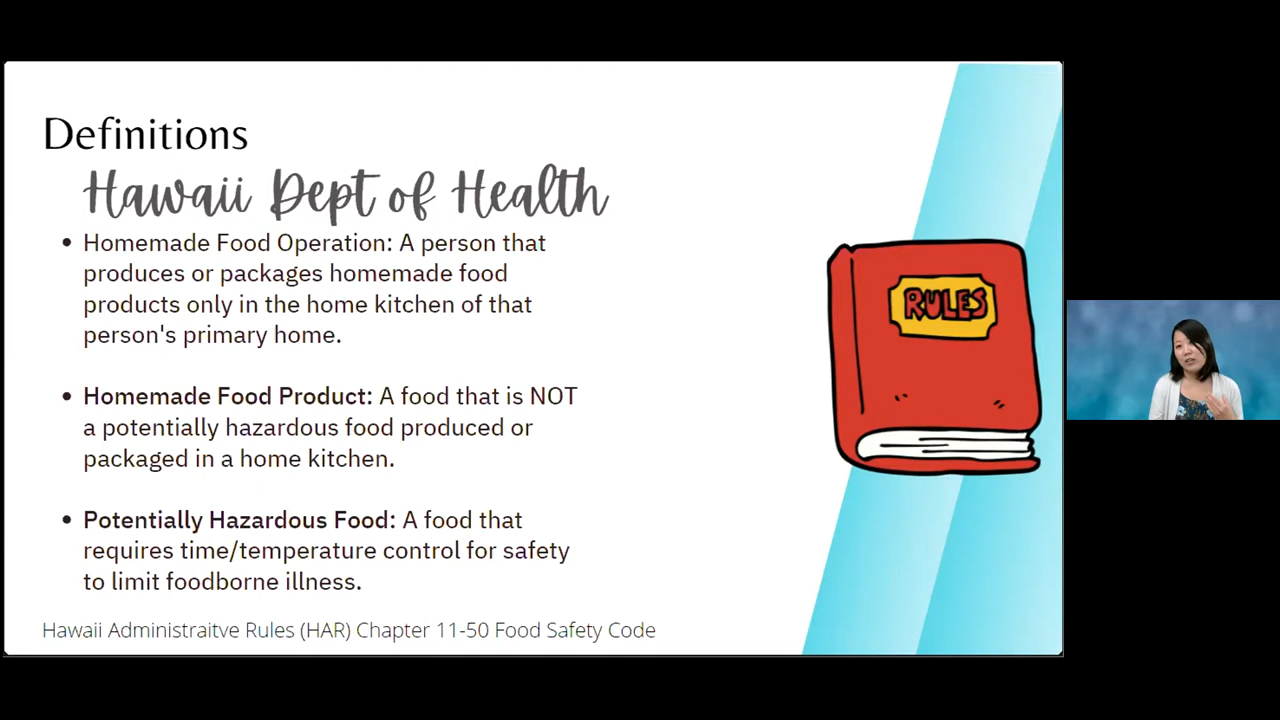 Definitions
Hawaii Dept of Health
• Homemade Food Operation: A person that
produces or packages homemade food
products only in the home kitchen of that
person's primary home.
• Homemade Food Product: A food that is NOT
a potentially hazardous food produced or
packaged in a home kitchen.
• Potentially Hazardous Food: A food that
requires time/temperature control for safety
to limit foodborne illness.
Hawaii Administraitve Rules (HAR) Chapter 11-50 Food Safety Code
RULES